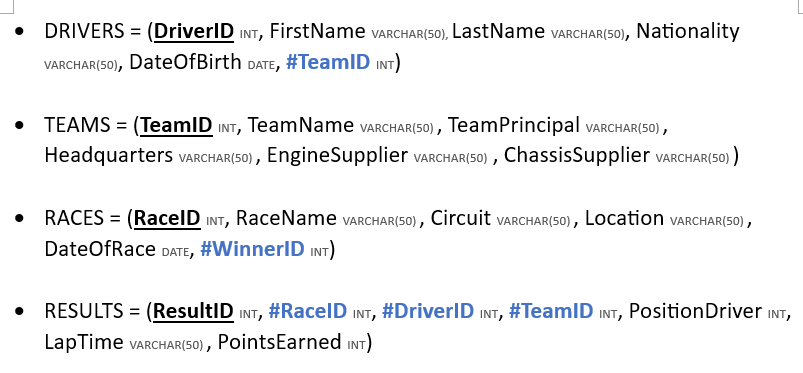 • DRIVERS = (DriverID INT, FirstName VARCHAR(50), LastName VARCHAR(50), Nationality
VARCHAR(50), DateOfBirth DATE, #TeamID INT)
• TEAMS = (TeamID INT, TeamName VARCHAR(50) , TeamPrincipal VARCHAR(50) ,
Headquarters VARCHAR(50) , EngineSupplier VARCHAR(50) , ChassisSupplier VARCHAR(50) )
• RACES = (RaceID INT, RaceName VARCHAR(50) , Circuit VARCHAR(50) , Location VARCHAR(50) ,
DateOfRace DATE, #WinnerID INT)
• RESULTS = (ResultID INT, #RaceID INT, #DriverID INT, #TeamID INT, PositionDriver INT,
LapTime VARCHAR(50) , PointsEarned INT)